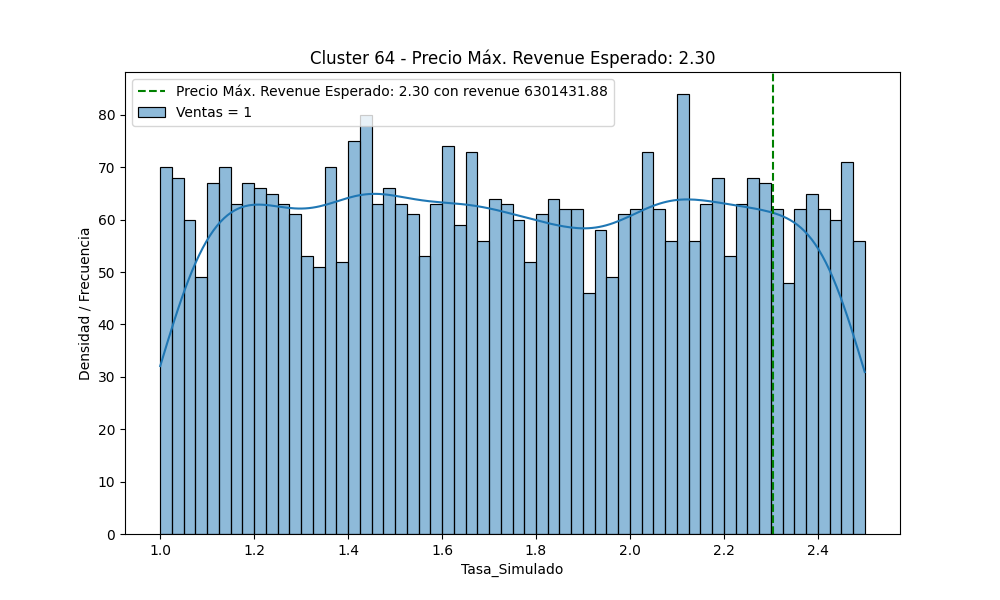 Cluster 64 - Precio Máx. Revenue Esperado: 2.30
Precio Máx. Revenue Esperado: 2.30 con revenue 6301431.88
Ventas = 1
Densidad / Frecuencia
80
70
60
50
40
30
20
10
0
1.0 1.2 1.4 1.6 1.8 2.0 2.2 2.4
Tasa_Simulado